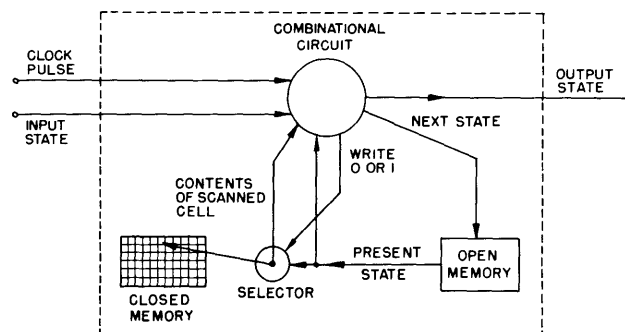 COMBINATIONAL
CIRCUIT
CLOCK
PULSE
INPUT
STATE
OUTPUT
STATE
NEXT STATE
WRITE
0 OR 1
CONTENTS
OF SCANNED
CELL
PRESENT
STATE
OPEN
MEMORY
SELECTOR
CLOSED
MEMORY